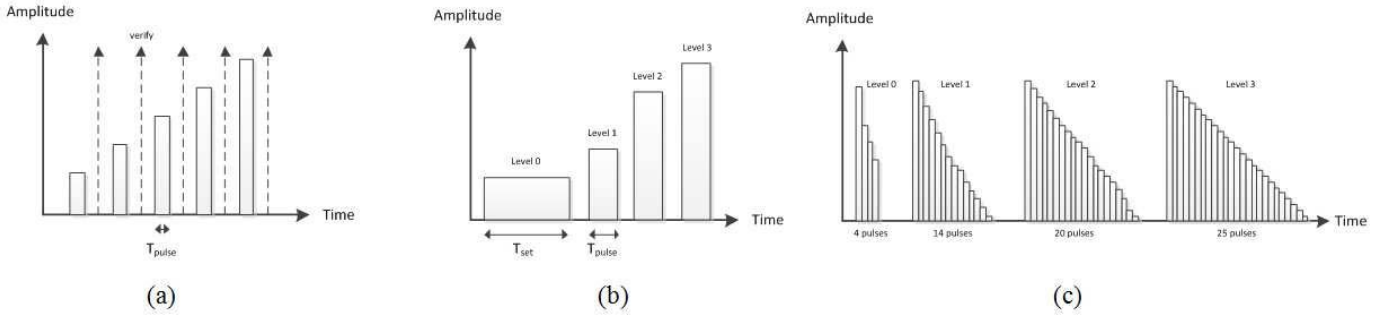 Amplitude
verify
Time
Tpulse
(a)
Amplitude
Level 0
Level 1
Level 2
Level 3
Time
Tset
Tpulse
(b)
Amplitude
Level 0
Level 1
Level 2
Level 3
Time
4 pulses
14 pulses
20 pulses
25 pulses
(c)